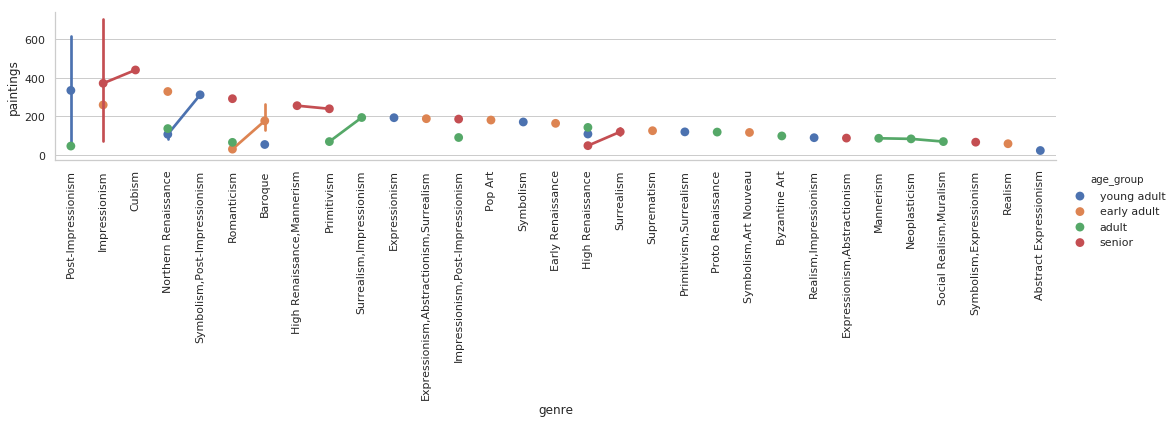 paintings
600
400
200
0
Post-Impressionism
Impressionism
Cubism
Northern Renaissance
Symbolism,Post-Impressionism
Romanticism
Baroque
High Renaissance,Mannerism
Primitivism
Surrealism,Impressionism
Expressionism
Expressionism,Abstractionism,Surrealism
Impressionism,Post-Impressionism
Pop Art
Symbolism
Early Renaissance
High Renaissance
Surrealism
Suprematism
Primitivism,Surrealism
Proto Renaissance
Symbolism,Art Nouveau
Byzantine Art
Realism,Impressionism
Expressionism,Abstractionism
Mannerism
Neoplasticism
Social Realism,Muralism
Symbolism,Expressionism
Realism
Abstract Expressionism
genre
age_group
young adult
early adult
adult
senior